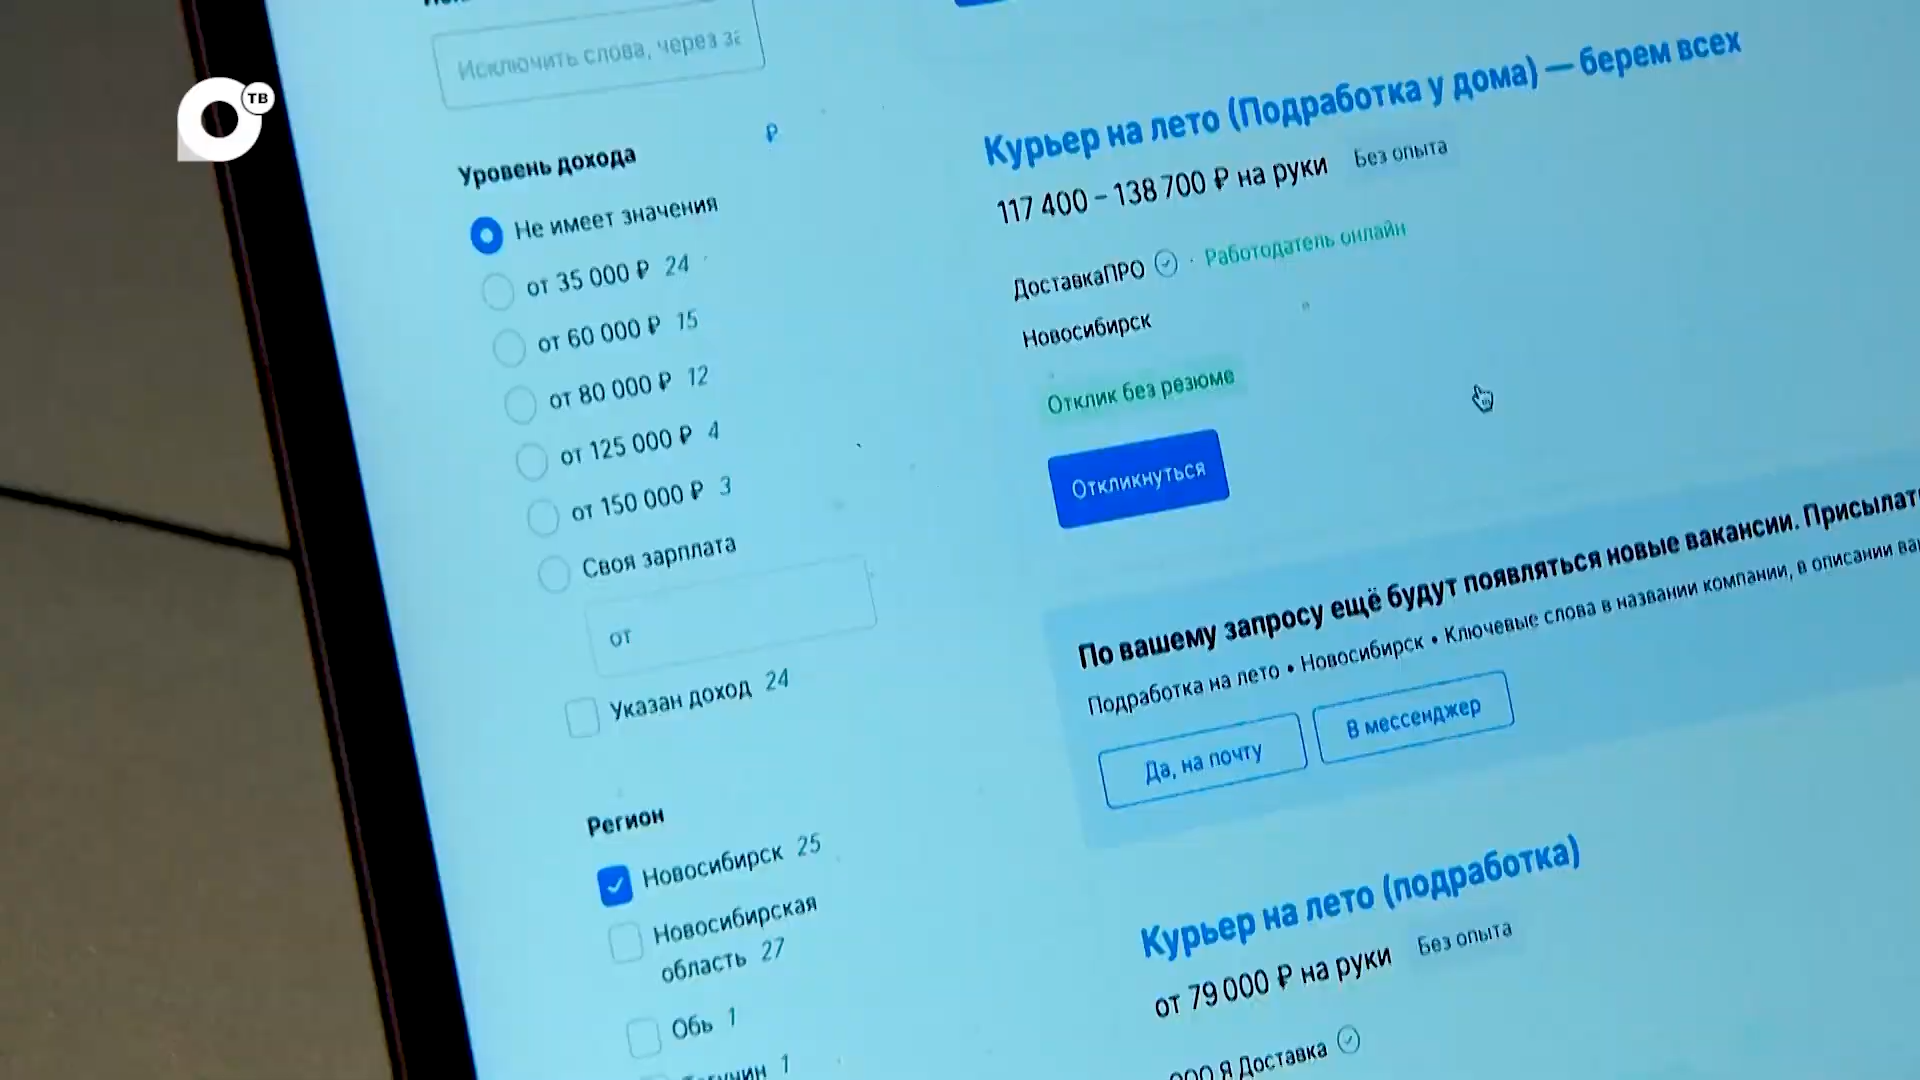 ТВ
Исключить слова, через
Уровень дохода
₽
Не имеет значения
от 35 000 ₽ 24
от 60 000 ₽ 15
от 80 000 ₽ 12
от 125 000 ₽ 4
от 150 000 ₽ 3
Своя зарплата
от
Указан доход 24
Регион
Новосибирск 25
Новосибирская
область 27
Обь 1
1
Курьер на лето (Подработка у дома) — берем всех
117 400 – 138 700 ₽ на руки Без опыта
ДоставкаПРО · Работодатель онлайн
Новосибирск
Отклик без резюме
Откликнуться
По вашему запросу ещё будут появляться новые вакансии. Присылать
Подработка на лето • Новосибирск • Ключевые слова в названии компании, в описании
Да, на почту
В мессенджер
Курьер на лето (подработка)
от 79 000 ₽ на руки Без опыта
ООО Я Доставка